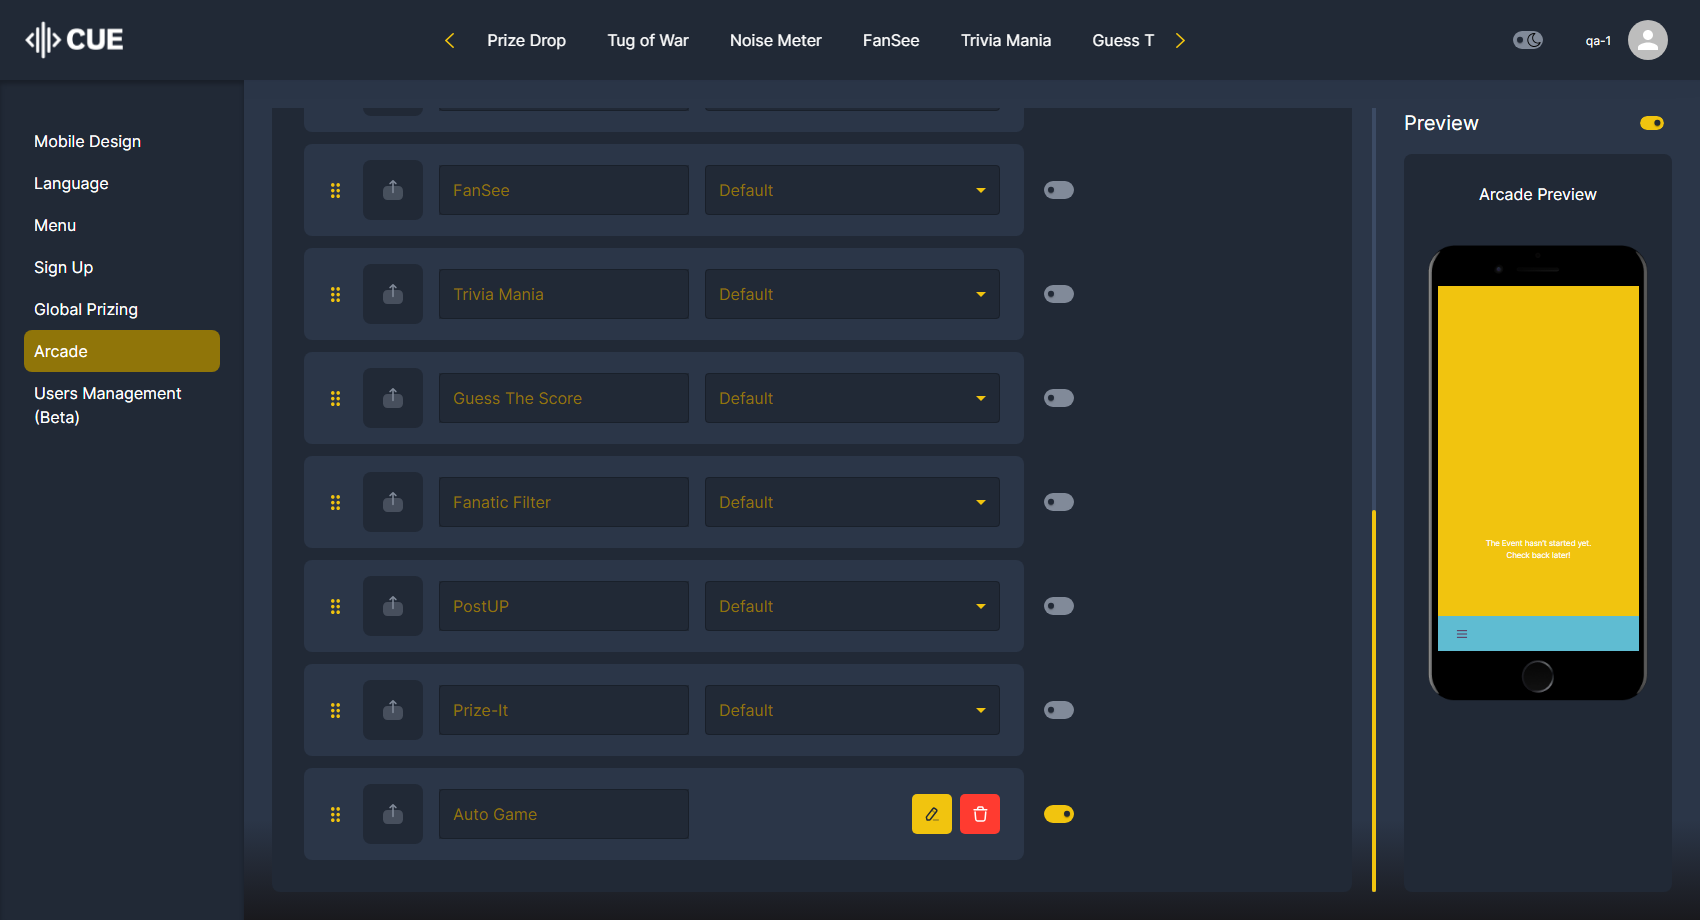 CUE
Prize Drop
Tug of War
Noise Meter
FanSee
Trivia Mania
Guess T
qa-1
Mobile Design
Language
Menu
Sign Up
Global Prizing
Arcade
Users Management
(Beta)
FanSee
Default
Trivia Mania
Default
Guess The Score
Default
Fanatic Filter
Default
PostUP
Default
Prize-It
Default
Auto Game
Preview
Arcade Preview
The Event hasn't started yet.
Check back later!